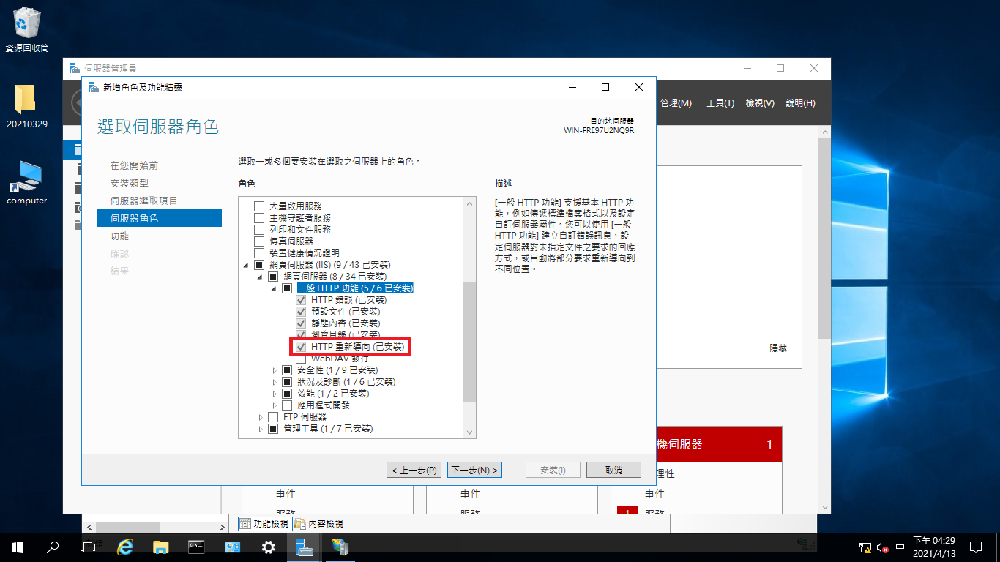 資源回收筒
20210329
computer
伺服器管理員
管理(M)
工具(T)
檢視(V)
說明(H)
新增角色及功能精靈
選取伺服器角色
目的地伺服器
WIN-FRE97U2NQ9R
在您開始前
安裝類型
伺服器選取項目
伺服器角色
功能
確認
結果
選取一或多個要安裝在選取之伺服器上的角色。
角色
大量啟用服務
主機守護者服務
列印和文件服務
傳真伺服器
裝置健康情況證明
網頁伺服器 (IIS) (9 / 43 已安裝)
網頁伺服器 (8 / 34 已安裝)
一般 HTTP 功能 (5 / 6 已安裝)
HTTP 錯誤 (已安裝)
預設文件 (已安裝)
靜態內容 (已安裝)
瀏覽目錄 (已安裝)
HTTP 重新導向 (已安裝)
WebDAV 發行
安全性 (1 / 9 已安裝)
狀況及診斷 (1 / 6 已安裝)
效能 (1 / 2 已安裝)
應用程式開發
FTP 伺服器
管理工具 (1 / 7 已安裝)
描述
[一般 HTTP 功能] 支援基本 HTTP 功
能，例如傳遞標準檔案格式以及設定
自訂伺服器屬性。您可以使用 [一般
HTTP 功能] 建立自訂錯誤訊息、設
定伺服器對未指定文件之要求的回應
方式，或自動將部分要求重新導向到
不同位置。
< 上一步(P)
下一步(N) >
安裝(I)
取消
隱藏
機伺服器
1
理性
事件
事件
事件
服務
服務
1
服務
功能檢視
內容檢視
中
下午 04:29
2021/4/13